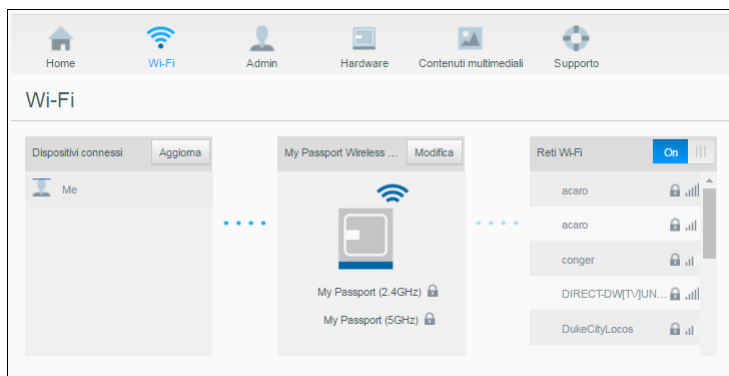 Home
Wi-Fi
Admin
Hardware
Contenuti multimediali
Supporto
Wi-Fi
Dispositivi connessi
Aggiorna
Me
My Passport Wireless ...
Modifica
My Passport (2.4GHz)
My Passport (5GHz)
Reti Wi-Fi
On
acaro
acaro
conger
DIRECT-DW[TV]UN...
DukeCityLocos